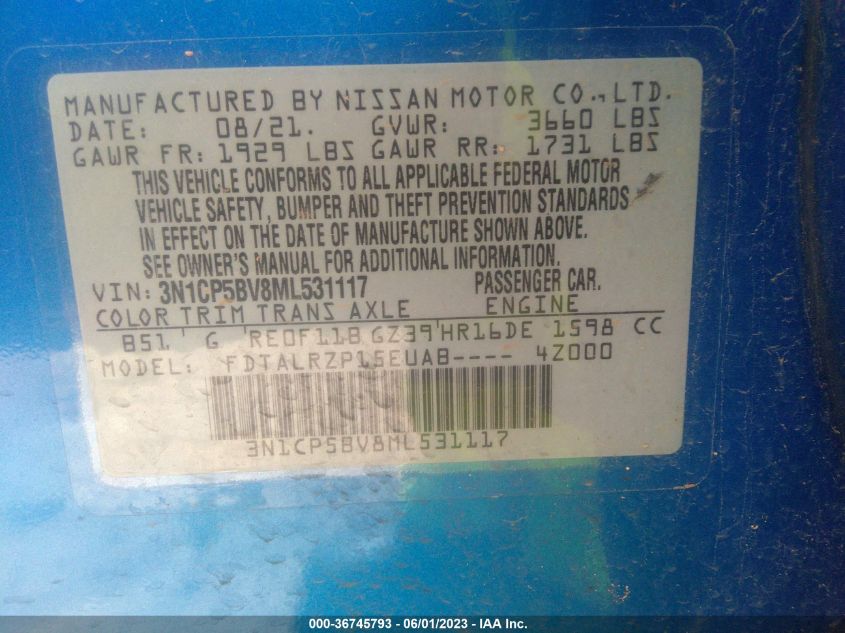 MANUFACTURED BY NISSAN MOTOR CO., LTD.
DATE: 08/21. GVWR: 3660 LBS
GAWR FR: 1929 LBS GAWR RR: 1731 LBS
THIS VEHICLE CONFORMS TO ALL APPLICABLE FEDERAL MOTOR
VEHICLE SAFETY, BUMPER AND THEFT PREVENTION STANDARDS
IN EFFECT ON THE DATE OF MANUFACTURE SHOWN ABOVE.
SEE OWNER'S MANUAL FOR ADDITIONAL INFORMATION.
VIN: 3N1CP5BV8ML531117 PASSENGER CAR.
COLOR TRIM TRANS AXLE ENGINE
B51 G RE0F11B GZ39 HR16DE 1598 CC
MODEL: FDTALRZP15EUAB---- 4Z000
3N1CP5BV8ML531117
000-36745793 - 06/01/2023 - IAA Inc.